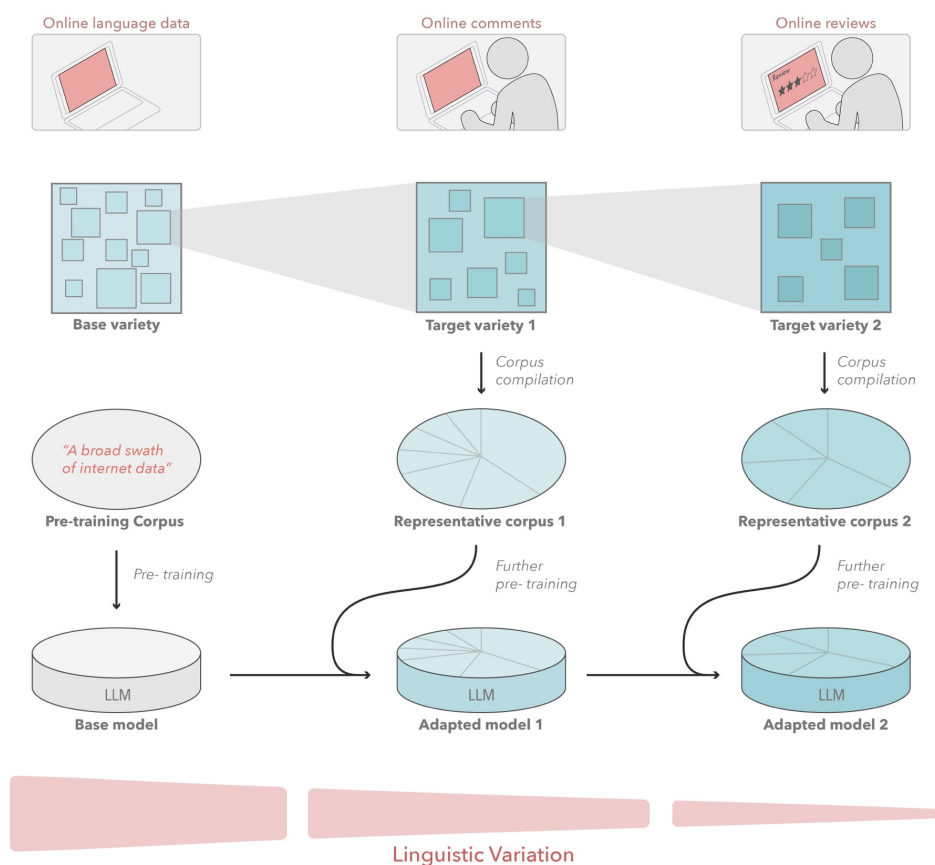 Online language data
Online comments
Online reviews
Review
Base variety
Target variety 1
Target variety 2
Corpus
compilation
Corpus
compilation
"A broad swath
of internet data"
Pre-training Corpus
Representative corpus 1
Representative corpus 2
Pre- training
Further
pre- training
Further
pre- training
LLM
LLM
LLM
Base model
Adapted model 1
Adapted model 2
Linguistic Variation